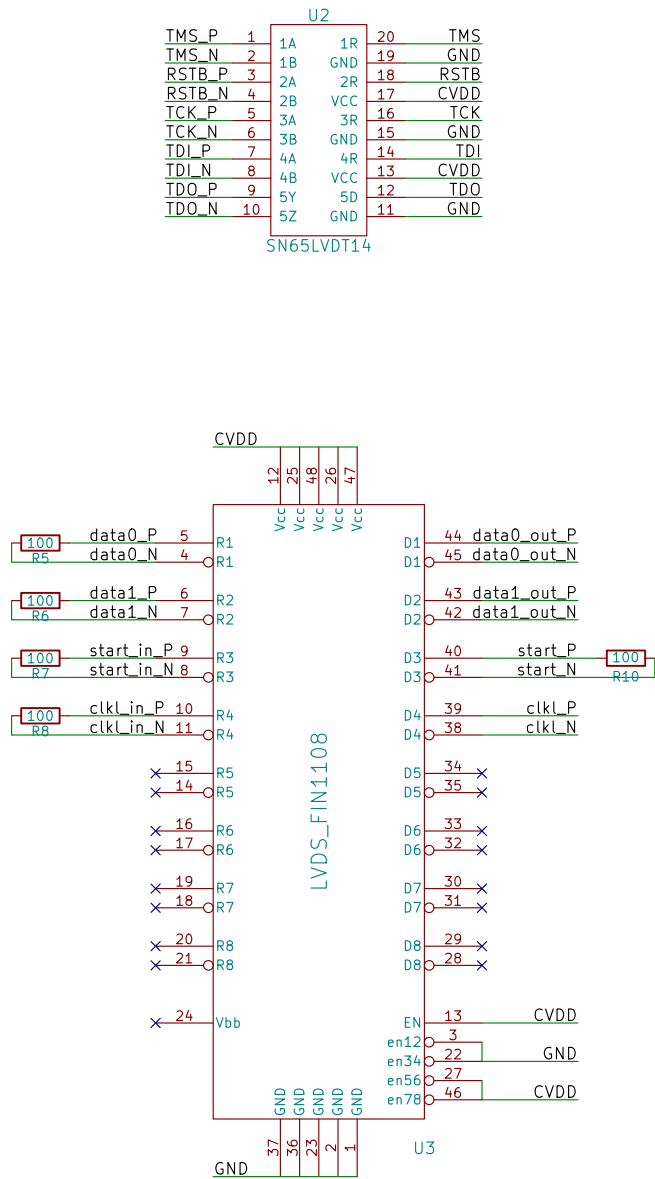 U2
TMS_P 1 1A 1R 20 TMS
TMS_N 2 1B GND 19 GND
RSTB_P 3 2A 2R 18 RSTB
RSTB_N 4 2B VCC 17 CVDD
TCK_P 5 3A 3R 16 TCK
TCK_N 6 3B GND 15 GND
TDI_P 7 4A 4R 14 TDI
TDI_N 8 4B VCC 13 CVDD
TDO_P 9 5Y 5D 12 TDO
TDO_N 10 5Z GND 11 GND
SN65LVDT14
CVDD
12 25 48 26 47
Vcc Vcc Vcc Vcc Vcc
100 data0_P 5 R1 D1 44 data0_out_P
R5 data0_N 4 R1 D1 45 data0_out_N
100 data1_P 6 R2 D2 43 data1_out_P
R6 data1_N 7 R2 D2 42 data1_out_N
100 start_in_P 9 R3 D3 40 start_P 100
R7 start_in_N 8 R3 D3 41 start_N R10
100 clkl_in_P 10 R4 D4 39 clkl_P
R8 clkl_in_N 11 R4 D4 38 clkl_N
LVDS_FIN1108
15 R5 D5 34
14 R5 D5 35
16 R6 D6 33
17 R6 D6 32
19 R7 D7 30
18 R7 D7 31
20 R8 D8 29
21 R8 D8 28
24 Vbb EN 13 CVDD
en12 3
en34 22 GND
en56 27
en78 46 CVDD
GND GND GND GND GND
37 36 23 2 1
U3
GND